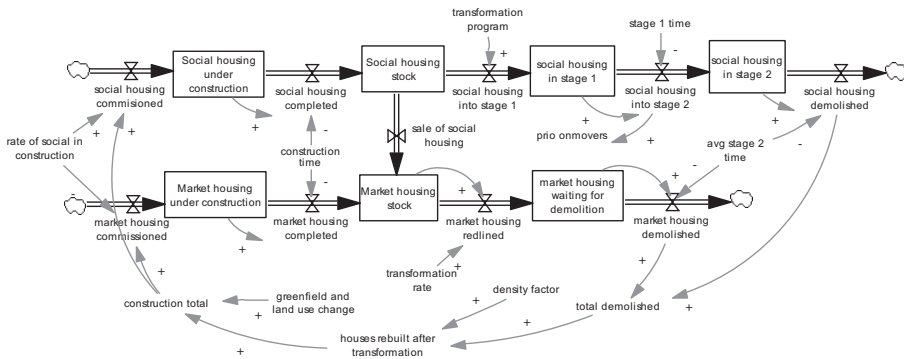 transformation
program
stage 1 time
+
-
Social housing
under
construction
Social housing
stock
social housing
in stage 1
social housing
in stage 2
social housing
commisioned
social housing
completed
social housing
into stage 1
social housing
into stage 2
social housing
demolished
+
+
+
+
+
+
rate of social in
construction
-
construction
time
-
sale of social
housing
prio onmovers
avg stage 2
time
-
-
-
Market housing
under construction
Market housing
stock
market housing
waiting for
demolition
+
+
market housing
commissioned
market housing
completed
market housing
redlined
market housing
demolished
+
+
+
+
+
transformation
rate
construction total
greenfield and
land use change
+
density factor
+
total demolished
+
+
houses rebuilt after
transformation
+